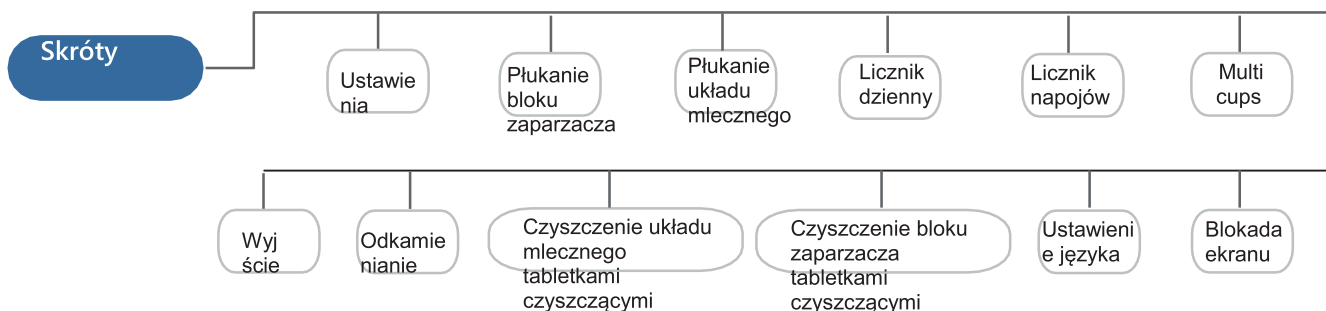 Skróty
Ustawie
nia
Płukanie
bloku
zaparzacza
Płukanie
układu
mlecznego
Licznik
dzienny
Licznik
napojów
Multi
cups
Wyj
ście
Odkamie
nianie
Czyszczenie układu
mlecznego
tabletkami
czyszczącymi
Czyszczenie bloku
zaparzacza
tabletkami
czyszczącymi
Ustawieni
e języka
Blokada
ekranu